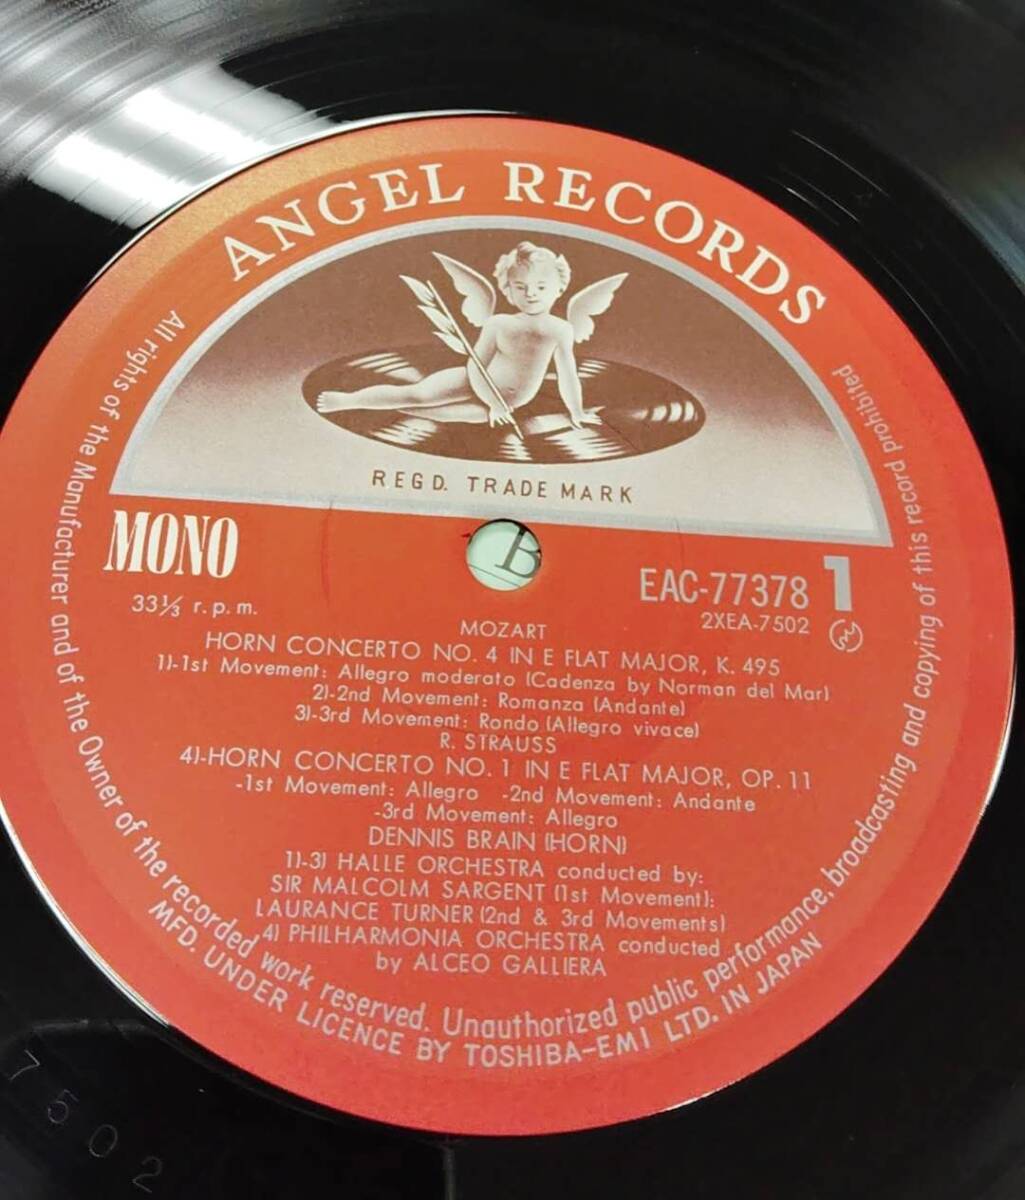 ANGEL RECORDS
REGD. TRADE MARK
MONO
33⅓ r.p.m.
B
EAC-77378 1
2XEA-7502
MOZART
HORN CONCERTO NO. 4 IN E FLAT MAJOR, K. 495
1)-1st Movement: Allegro moderato (Cadenza by Norman del Mar)
2)-2nd Movement: Romanza (Andante)
3)-3rd Movement: Rondo (Allegro vivace)
R. STRAUSS
4)-HORN CONCERTO NO. 1 IN E FLAT MAJOR, OP. 11
-1st Movement: Allegro -2nd Movement: Andante
-3rd Movement: Allegro
DENNIS BRAIN (HORN)
1)-3) HALLE ORCHESTRA conducted by:
SIR MALCOLM SARGENT (1st Movement):
LAURANCE TURNER (2nd & 3rd Movements)
4) PHILHARMONIA ORCHESTRA conducted
by ALCEO GALLIERA
All rights of the Manufacturer and of the Owner of the recorded work reserved. Unauthorized public performance, broadcasting and copying of this record prohibited
MFD. UNDER LICENCE BY TOSHIBA-EMI LTD. IN JAPAN
7502